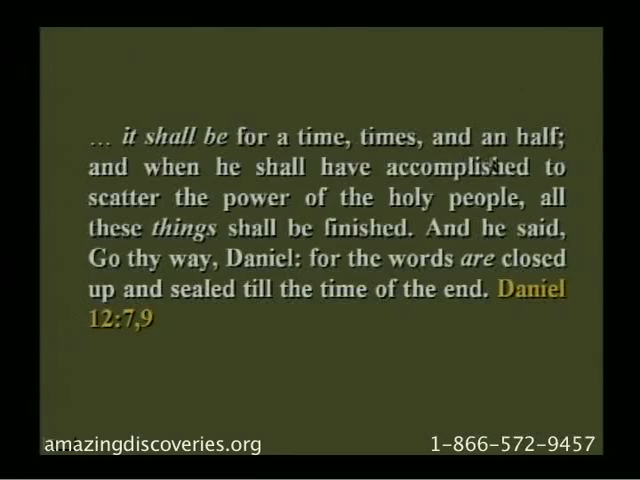 ... it shall be for a time, times, and an half;
and when he shall have accomplished to
scatter the power of the holy people, all
these things shall be finished. And he said,
Go thy way, Daniel: for the words are closed
up and sealed till the time of the end. Daniel
12:7,9
amazingdiscoveries.org 1-866-572-9457